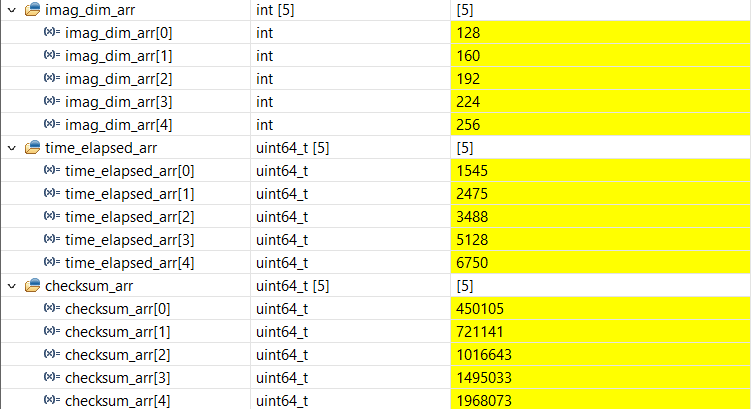 imag_dim_arr int [5] [5]
(x)= imag_dim_arr[0] int 128
(x)= imag_dim_arr[1] int 160
(x)= imag_dim_arr[2] int 192
(x)= imag_dim_arr[3] int 224
(x)= imag_dim_arr[4] int 256
time_elapsed_arr uint64_t [5] [5]
(x)= time_elapsed_arr[0] uint64_t 1545
(x)= time_elapsed_arr[1] uint64_t 2475
(x)= time_elapsed_arr[2] uint64_t 3488
(x)= time_elapsed_arr[3] uint64_t 5128
(x)= time_elapsed_arr[4] uint64_t 6750
checksum_arr uint64_t [5] [5]
(x)= checksum_arr[0] uint64_t 450105
(x)= checksum_arr[1] uint64_t 721141
(x)= checksum_arr[2] uint64_t 1016643
(x)= checksum_arr[3] uint64_t 1495033
(x)= checksum_arr[4] uint64_t 1968073